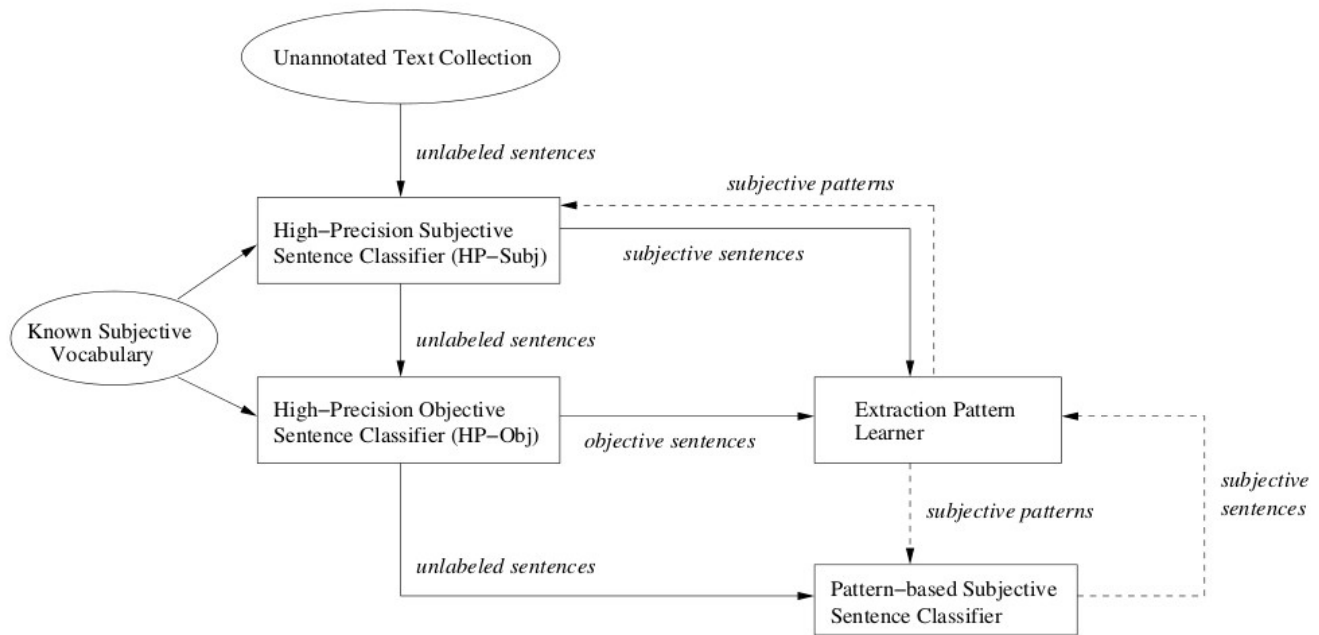 Unannotated Text Collection
unlabeled sentences
subjective patterns
High−Precision Subjective
Sentence Classifier (HP−Subj)
subjective sentences
Known Subjective
Vocabulary
unlabeled sentences
High−Precision Objective
Sentence Classifier (HP−Obj)
objective sentences
Extraction Pattern
Learner
subjective
sentences
subjective patterns
unlabeled sentences
Pattern−based Subjective
Sentence Classifier